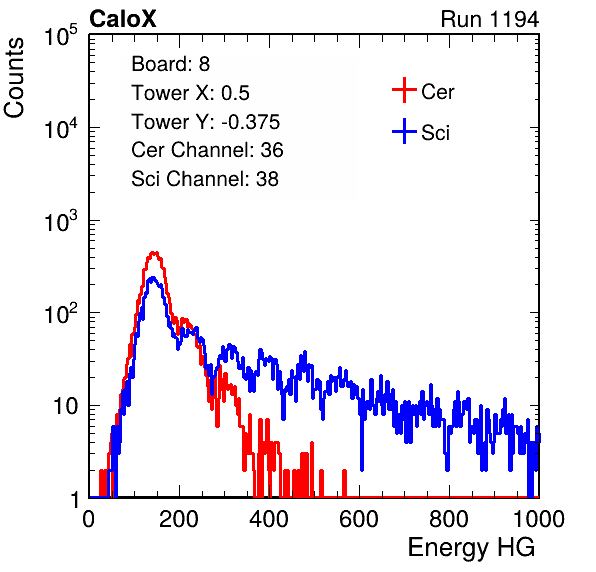 CaloX Run 1194
Counts
Board: 8
Tower X: 0.5
Tower Y: -0.375
Cer Channel: 36
Sci Channel: 38
Cer
Sci
10^5
10^4
10^3
10^2
10
1
0 200 400 600 800 1000
Energy HG